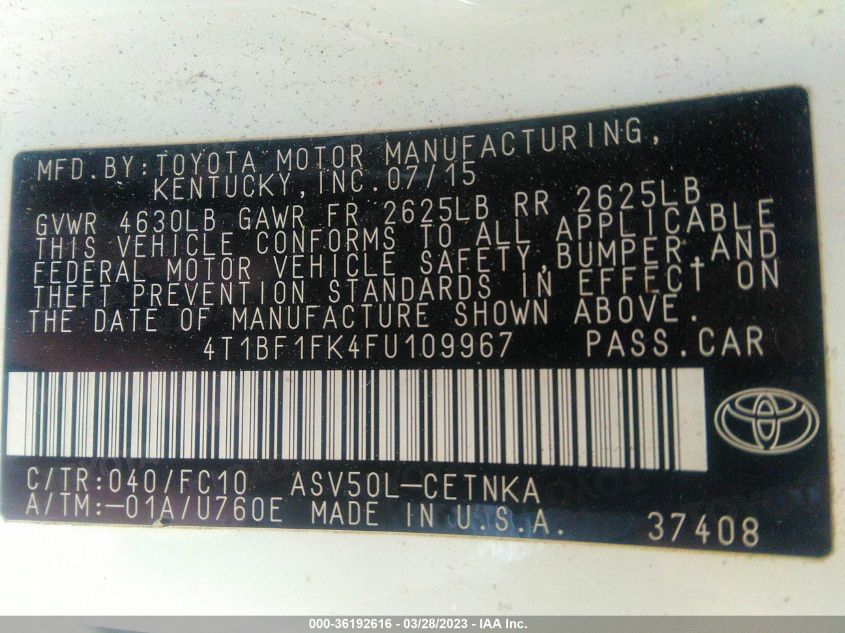 MFD.BY:TOYOTA MOTOR MANUFACTURING,
KENTUCKY,INC.07/15
GVWR 4630LB GAWR FR 2625LB RR 2625LB
THIS VEHICLE CONFORMS TO ALL APPLICABLE
FEDERAL MOTOR VEHICLE SAFETY,BUMPER,AND
THEFT PREVENTION STANDARDS IN EFFECT ON
THE DATE OF MANUFACTURE SHOWN ABOVE.
4T1BF1FK4FU109967 PASS.CAR
C/TR:040/FC10 ASV50L-CETNKA
A/TM:-01A/U760E MADE IN U.S.A. 37408
000-36192616 - 03/28/2023 - IAA Inc.